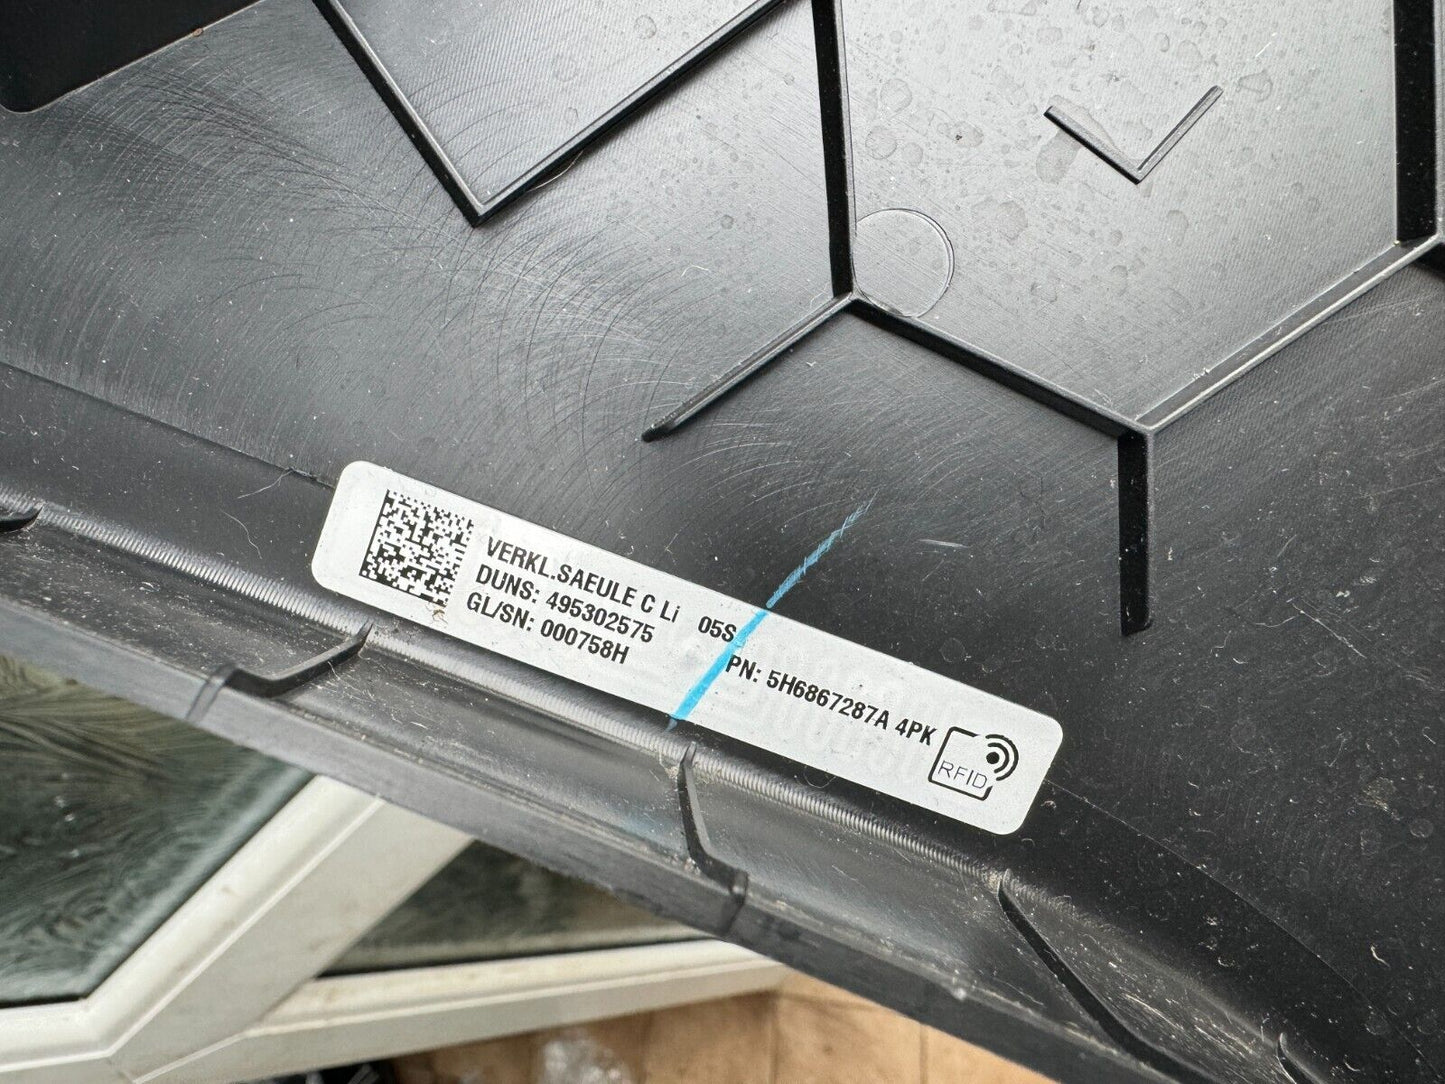 VERKL.SAEULE C Li 05S
DUNS: 495302575
GL/SN: 000758H
PN: 5H6867287A 4PK
RFID